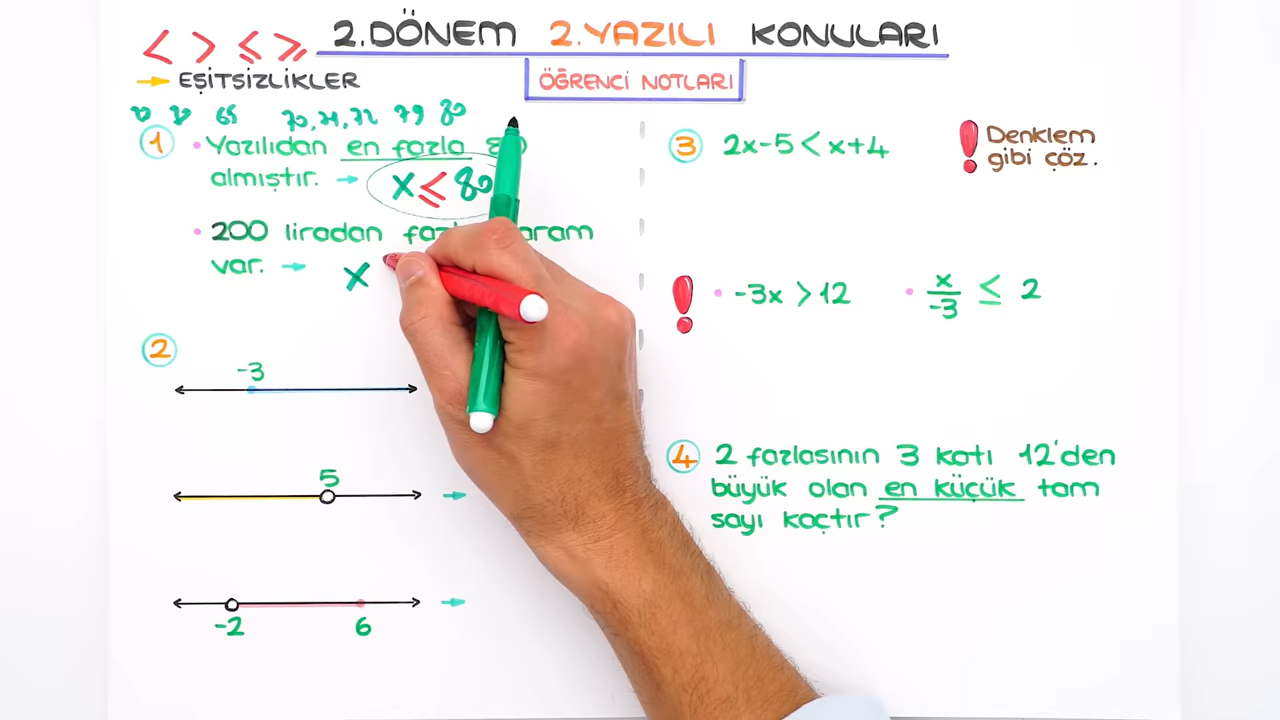 < > ≤ ≥ 2.DÖNEM 2.YAZILI KONULARI
→ EŞİTSİZLİKLER
ÖĞRENCİ NOTLARI
65 70, 71, 72 79 80
1 • Yazılıdan en fazla
almıştır. → x ≤ 80
• 200 liradan
var. → x
2
-3
5
-2 6
3 2x-5 < x+4
! Denklem
gibi çöz.
! • -3x > 12 • x/-3 ≤ 2
4 2 fazlasının 3 katı 12'den
büyük olan en küçük tam
sayı kaçtır?